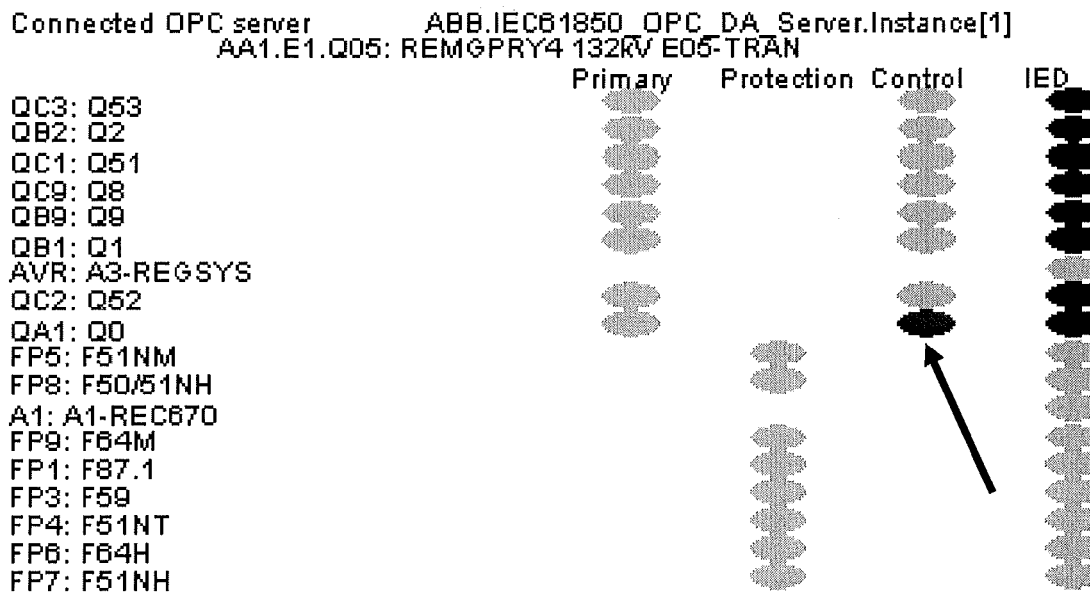 Connected OPC server ABB.IEC61850_OPC_DA_Server.Instance[1]
AA1.E1.Q05: REMGPRY4 132kV E05-TRAN
Primary Protection Control IED
QC3: Q53
QB2: Q2
QC1: Q51
QC9: Q8
QB9: Q9
QB1: Q1
AVR: A3-REGSYS
QC2: Q52
QA1: Q0
FP5: F51NM
FP8: F50/51NH
A1: A1-REC670
FP9: F64M
FP1: F87.1
FP3: F59
FP4: F51NT
FP6: F64H
FP7: F51NH